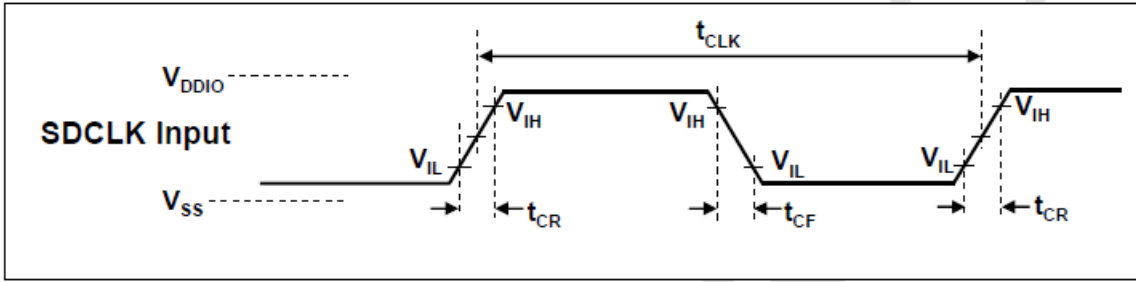 tCLK
VDDIO
VIH VIH VIH
SDCLK Input
VIL VIL VIL
VSS
tCR tCF tCR